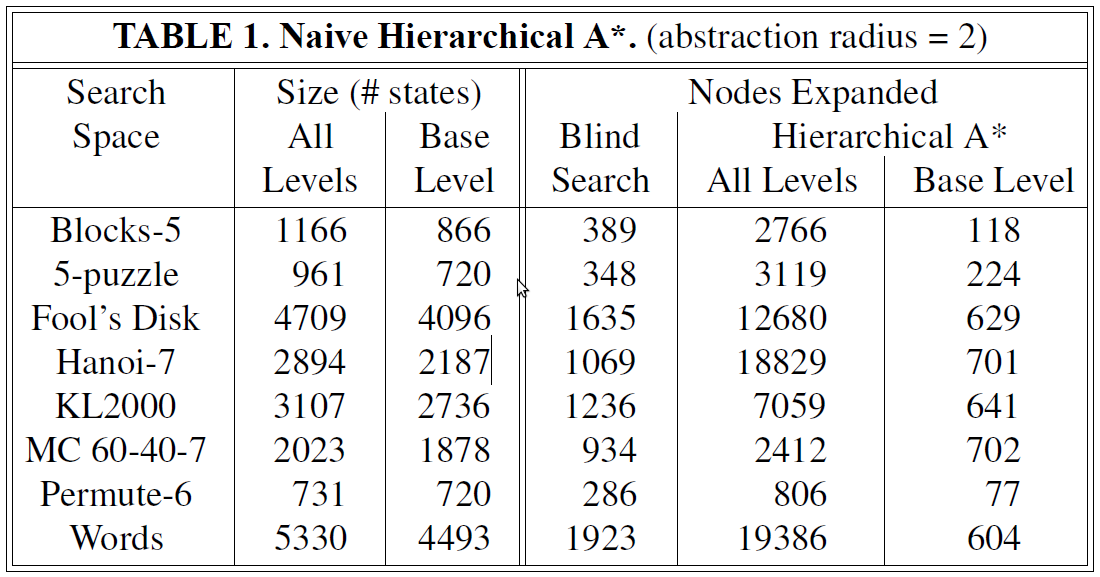 TABLE 1. Naive Hierarchical A*. (abstraction radius = 2)
Search Size (# states) Nodes Expanded
Space All Base Blind Hierarchical A*
Levels Level Search All Levels Base Level
Blocks-5 1166 866 389 2766 118
5-puzzle 961 720 348 3119 224
Fool's Disk 4709 4096 1635 12680 629
Hanoi-7 2894 2187 1069 18829 701
KL2000 3107 2736 1236 7059 641
MC 60-40-7 2023 1878 934 2412 702
Permute-6 731 720 286 806 77
Words 5330 4493 1923 19386 604